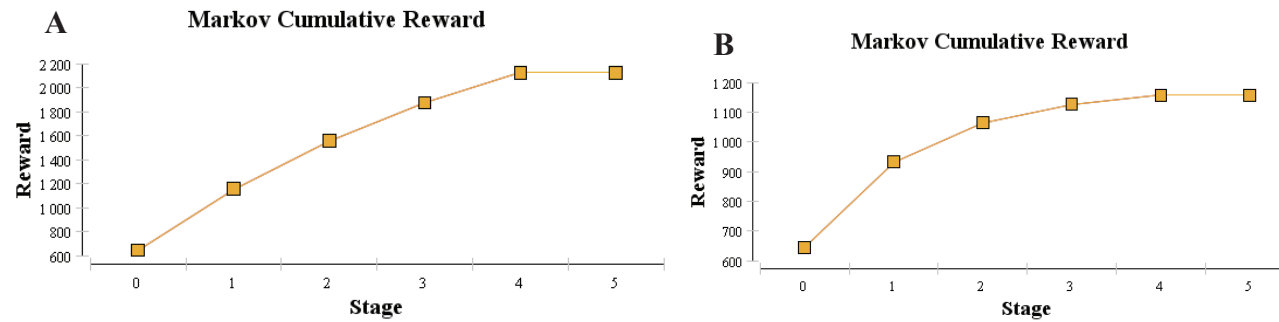 A
Markov Cumulative Reward
Reward
2 200
2 000
1 800
1 600
1 400
1 200
1 000
800
600
0 1 2 3 4 5
Stage
B
Markov Cumulative Reward
Reward
1 200
1 100
1 000
900
800
700
600
0 1 2 3 4 5
Stage